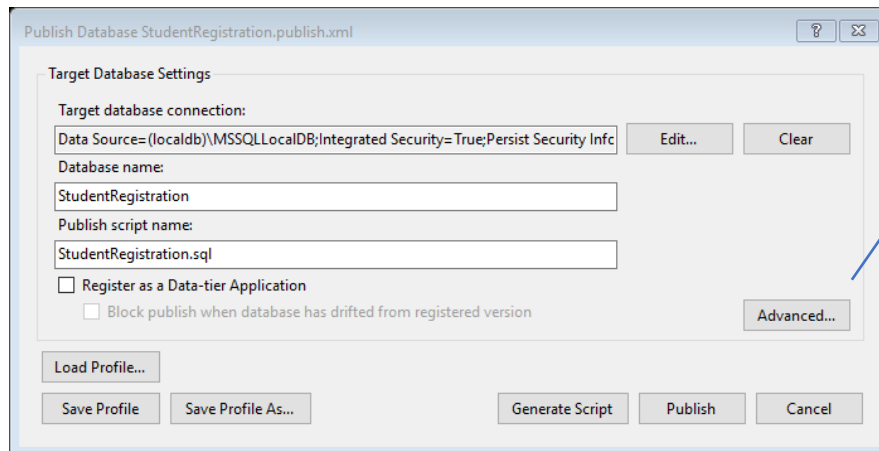 Publish Database StudentRegistration.publish.xml
Target Database Settings
Target database connection:
Data Source=(localdb)\MSSQLLocalDB;Integrated Security=True;Persist Security Infc
Edit...
Clear
Database name:
StudentRegistration
Publish script name:
StudentRegistration.sql
Register as a Data-tier Application
Block publish when database has drifted from registered version
Advanced...
Load Profile...
Save Profile
Save Profile As...
Generate Script
Publish
Cancel